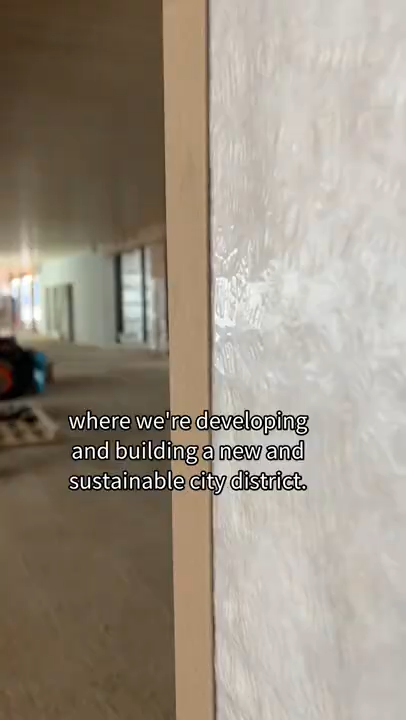 where we're developing
and building a new and
sustainable city district.